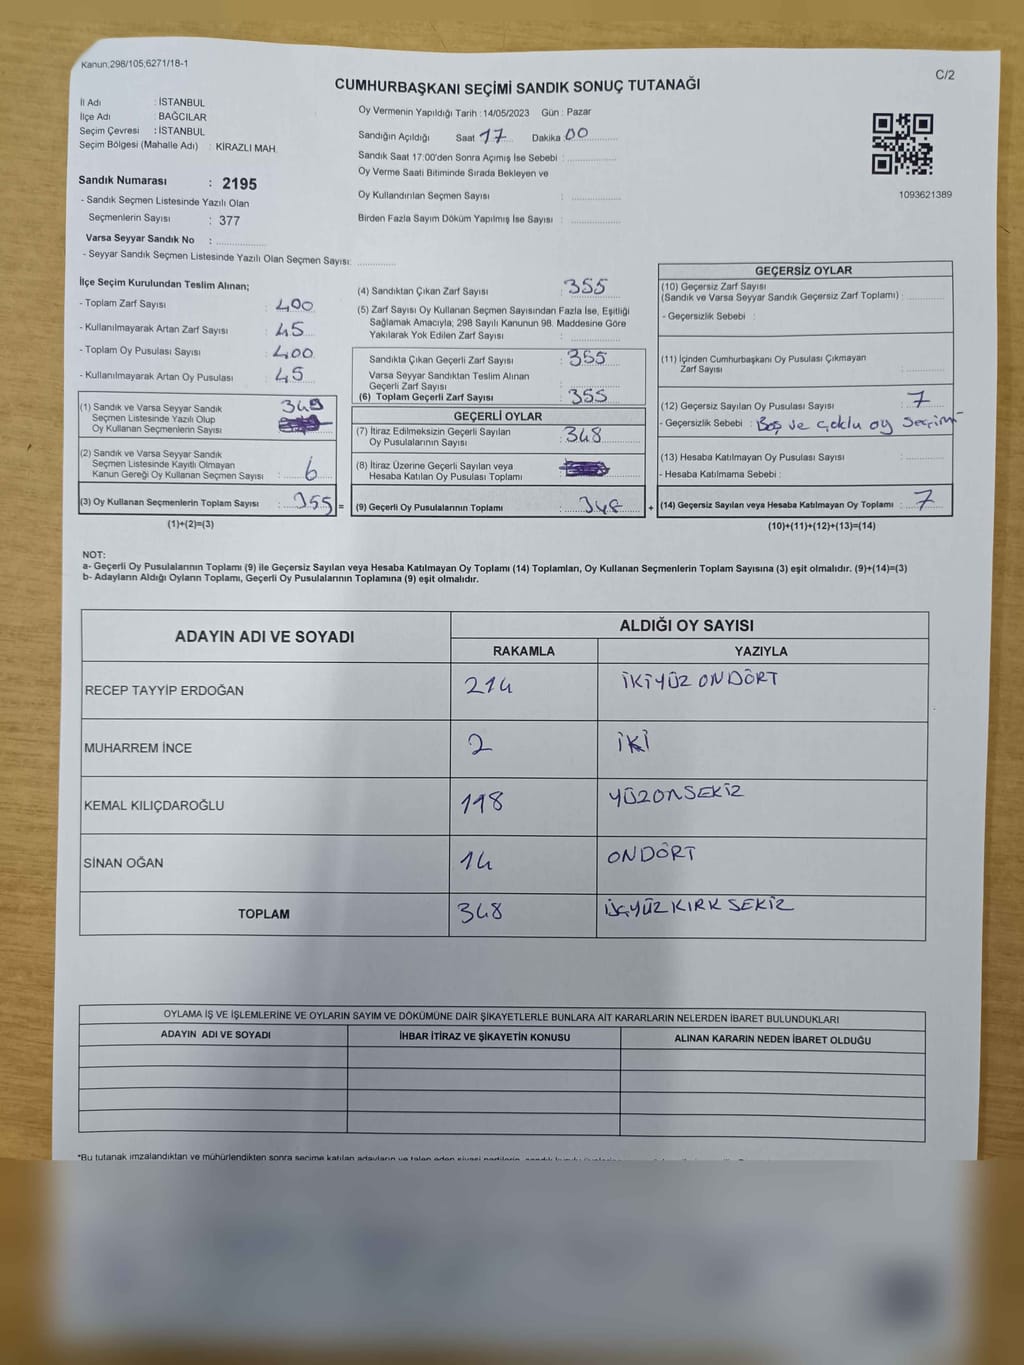 Kanun,298/105,6271/18-1
C/2
CUMHURBAŞKANI SEÇİMİ SANDIK SONUÇ TUTANAĞI
İl Adı : İSTANBUL
İlçe Adı : BAĞCILAR
Seçim Çevresi : İSTANBUL
Seçim Bölgesi (Mahalle Adı) : KİRAZLI MAH.
Sandık Numarası : 2195
- Sandık Seçmen Listesinde Yazılı Olan
Seçmenlerin Sayısı : 377
Varsa Seyyar Sandık No :
- Seyyar Sandık Seçmen Listesinde Yazılı Olan Seçmen Sayısı:
Oy Vermenin Yapıldığı Tarih : 14/05/2023 Gün : Pazar
Sandığın Açıldığı Saat 17 Dakika 00
Sandık Saat 17:00'den Sonra Açımış İse Sebebi :
Oy Verme Saati Bitiminde Sırada Bekleyen ve
Oy Kullandırılan Seçmen Sayısı :
Birden Fazla Sayım Döküm Yapılmış İse Sayısı :
1093621389
İlçe Seçim Kurulundan Teslim Alınan;
- Toplam Zarf Sayısı : 400
- Kullanılmayarak Artan Zarf Sayısı : 45
- Toplam Oy Pusulası Sayısı : 400
- Kullanılmayarak Artan Oy Pusulası : 45
(1) Sandık ve Varsa Seyyar Sandık 349
Seçmen Listesinde Yazılı Olup
Oy Kullanan Seçmenlerin Sayısı
(2) Sandık ve Varsa Seyyar Sandık
Seçmen Listesinde Kayıtlı Olmayan
Kanun Gereği Oy Kullanan Seçmen Sayısı : 6
(3) Oy Kullanan Seçmenlerin Toplam Sayısı : 355 =
(1)+(2)=(3)
(4) Sandıktan Çıkan Zarf Sayısı : 355
(5) Zarf Sayısı Oy Kullanan Seçmen Sayısından Fazla İse, Eşitliği
Sağlamak Amacıyla; 298 Sayılı Kanunun 98. Maddesine Göre
Yakılarak Yok Edilen Zarf Sayısı :
Sandıkta Çıkan Geçerli Zarf Sayısı : 355
Varsa Seyyar Sandıktan Teslim Alınan
Geçerli Zarf Sayısı :
(6) Toplam Geçerli Zarf Sayısı : 355
GEÇERLİ OYLAR
(7) İtiraz Edilmeksizin Geçerli Sayılan
Oy Pusulalarının Sayısı : 348
(8) İtiraz Üzerine Geçerli Sayılan veya
Hesaba Katılan Oy Pusulası Toplamı :
(9) Geçerli Oy Pusulalarının Toplamı : 348 +
GEÇERSİZ OYLAR
(10) Geçersiz Zarf Sayısı
(Sandık ve Varsa Seyyar Sandık Geçersiz Zarf Toplamı) :
- Geçersizlik Sebebi :
(11) İçinden Cumhurbaşkanı Oy Pusulası Çıkmayan
Zarf Sayısı :
(12) Geçersiz Sayılan Oy Pusulası Sayısı : 7
- Geçersizlik Sebebi : Boş ve çoklu oy seçimi
(13) Hesaba Katılmayan Oy Pusulası Sayısı :
- Hesaba Katılmama Sebebi :
(14) Geçersiz Sayılan veya Hesaba Katılmayan Oy Toplamı : 7
(10)+(11)+(12)+(13)=(14)
NOT:
a- Geçerli Oy Pusulalarının Toplamı (9) ile Geçersiz Sayılan veya Hesaba Katılmayan Oy Toplamı (14) Toplamları, Oy Kullanan Seçmenlerin Toplam Sayısına (3) eşit olmalıdır. (9)+(14)=(3)
b- Adayların Aldığı Oyların Toplamı, Geçerli Oy Pusulalarının Toplamına (9) eşit olmalıdır.
ADAYIN ADI VE SOYADI
ALDIĞI OY SAYISI
RAKAMLA YAZIYLA
RECEP TAYYİP ERDOĞAN 214 İKİYÜZ ONDÖRT
MUHARREM İNCE 2 İKİ
KEMAL KILIÇDAROĞLU 118 YÜZONSEKİZ
SİNAN OĞAN 14 ONDÖRT
TOPLAM 348 ÜÇYÜZ KIRK SEKİZ
OYLAMA İŞ VE İŞLEMLERİNE VE OYLARIN SAYIM VE DÖKÜMÜNE DAİR ŞİKAYETLERLE BUNLARA AİT KARARLARIN NELERDEN İBARET BULUNDUKLARI
ADAYIN ADI VE SOYADI İHBAR İTİRAZ VE ŞİKAYETİN KONUSU ALINAN KARARIN NEDEN İBARET OLDUĞU
*Bu tutanak imzalandıktan ve mühürlendikten sonra seçime katılan adayların ve talep eden siyasi partilerin,